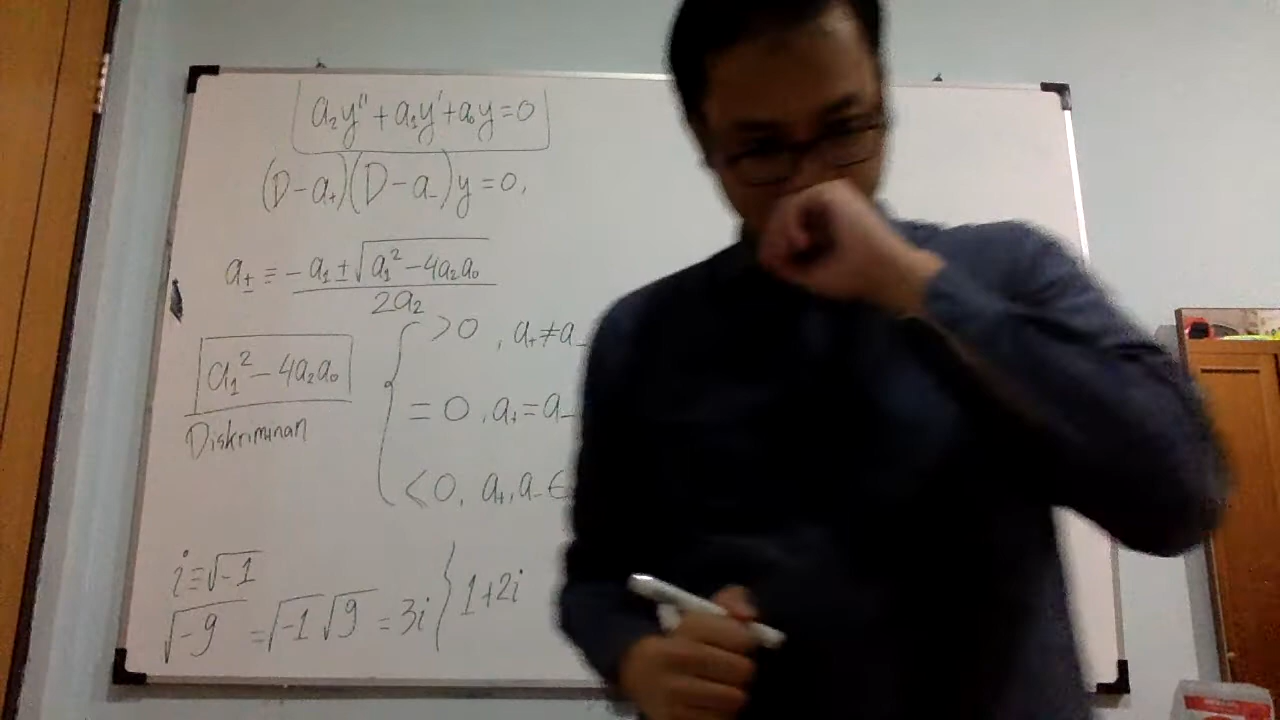 a₂y'' + a₁y' + a₀y = 0
(D - a₊)(D - a₋)y = 0,
a± ≡ -a₁ ± √(a₁² - 4a₂a₀) / 2a₂
> 0 , a₊ ≠ a₋
a₁² - 4a₂a₀
= 0 , a₊ = a₋
Diskriminan
< 0, a₊, a₋ ∈
i ≡ √-1
√-9 = √-1 √9 = 3i } 1+2i